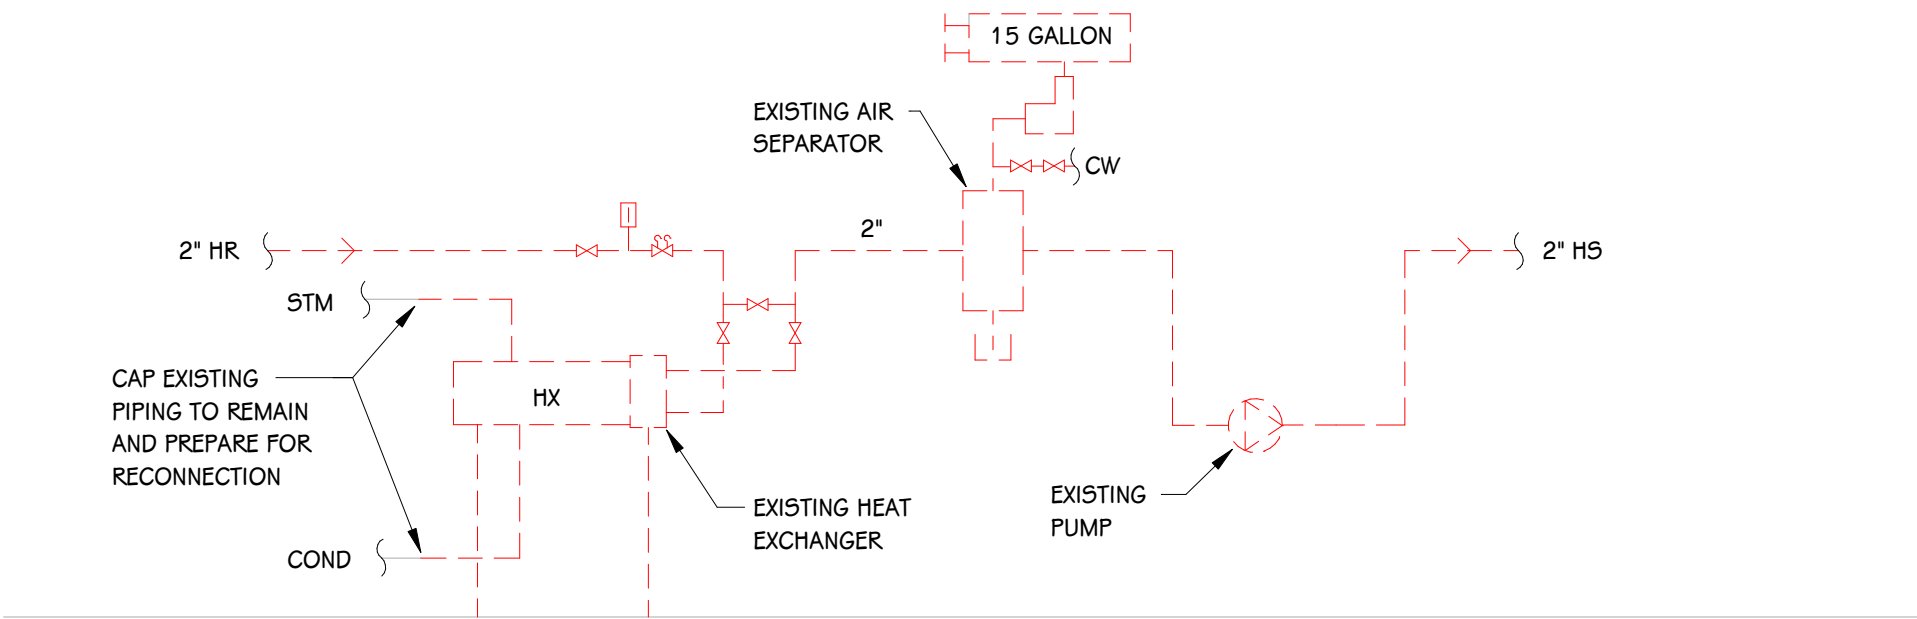 15 GALLON
EXISTING AIR
SEPARATOR
CW
2" HR
2"
2" HS
STM
CAP EXISTING
PIPING TO REMAIN
AND PREPARE FOR
RECONNECTION
HX
EXISTING HEAT
EXCHANGER
EXISTING
PUMP
COND